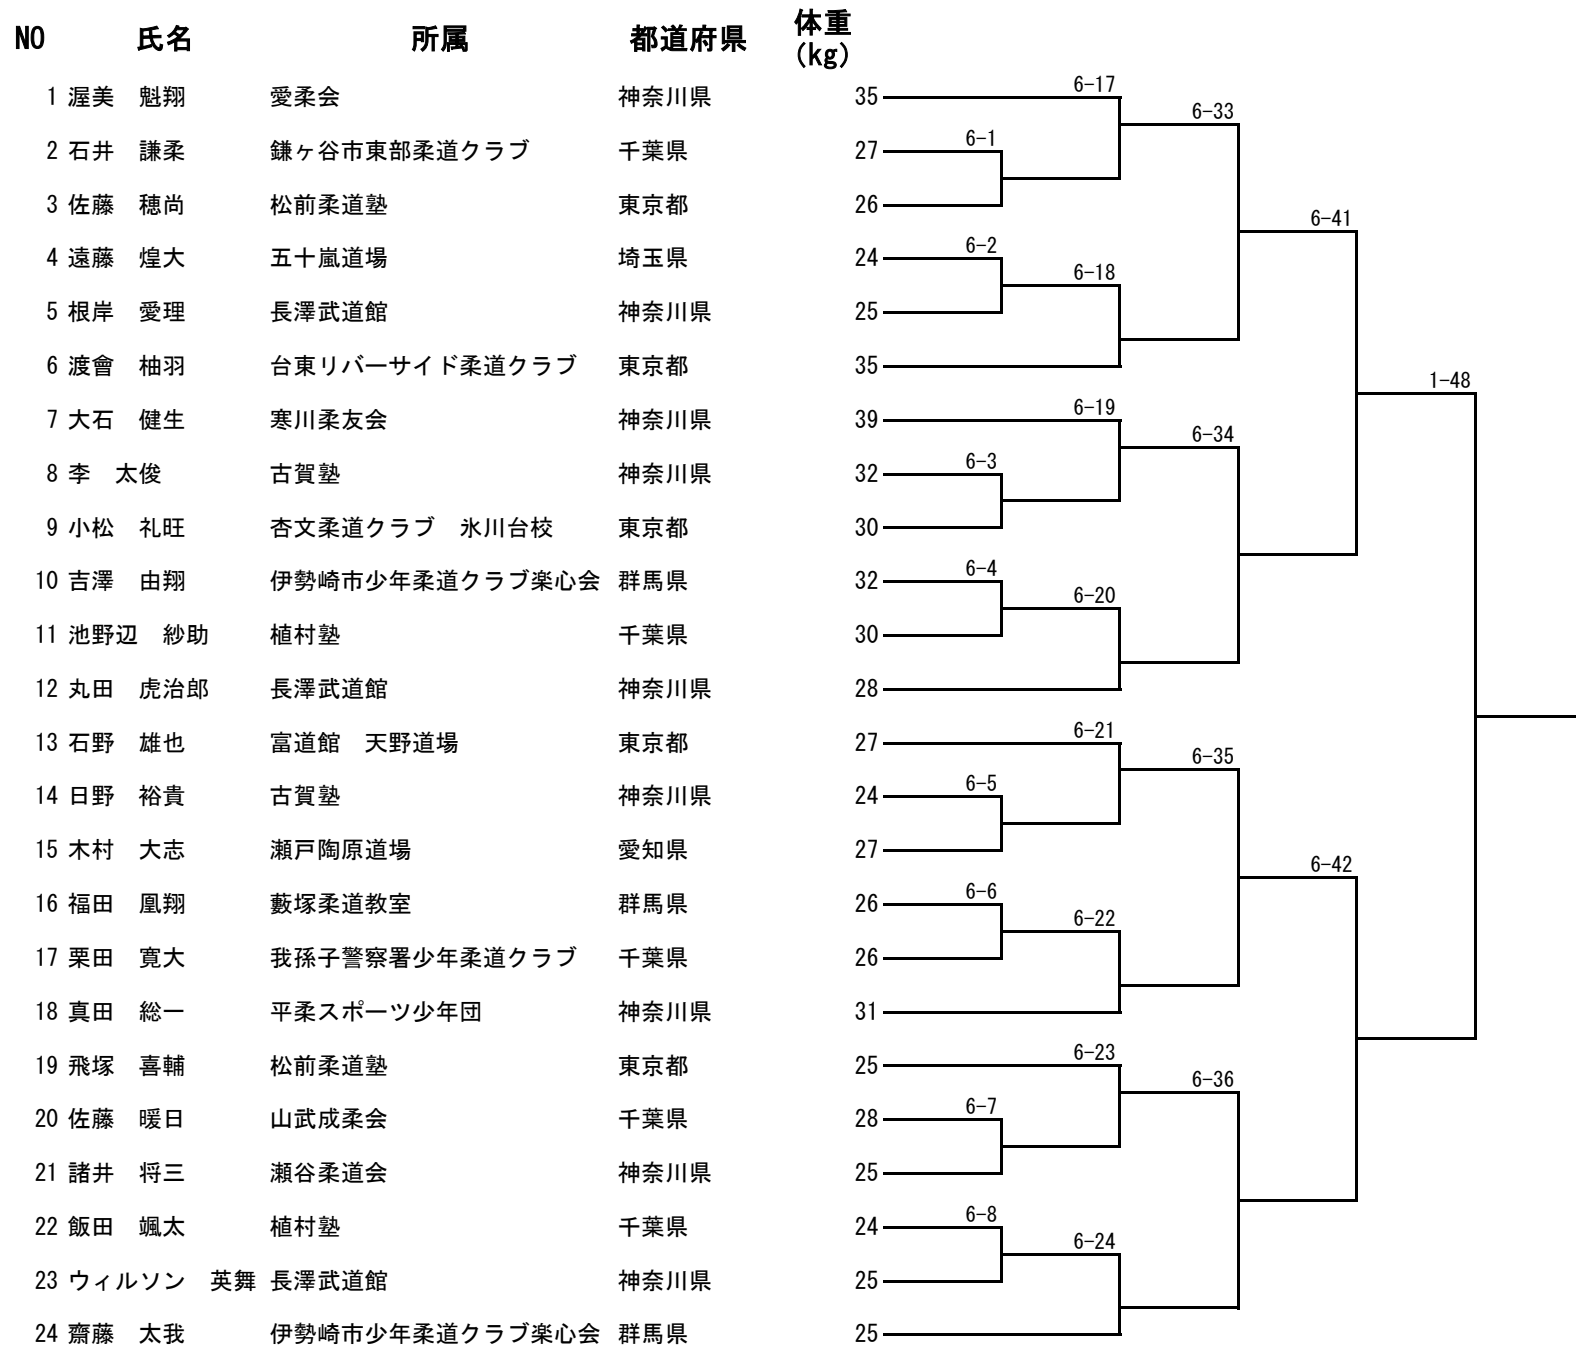 NO 氏名 所属 都道府県 体重(kg)
1 渥美　魁翔 愛柔会 神奈川県 35 6-17
6-33
2 石井　謙柔 鎌ヶ谷市東部柔道クラブ 千葉県 27 6-1
3 佐藤　穂尚 松前柔道塾 東京都 26
6-41
4 遠藤　煌大 五十嵐道場 埼玉県 24 6-2
6-18
5 根岸　愛理 長澤武道館 神奈川県 25
6 渡會　柚羽 台東リバーサイド柔道クラブ 東京都 35
1-48
7 大石　健生 寒川柔友会 神奈川県 39 6-19
6-34
8 李　太俊 古賀塾 神奈川県 32 6-3
9 小松　礼旺 杏文柔道クラブ　氷川台校 東京都 30
10 吉澤　由翔 伊勢崎市少年柔道クラブ楽心会 群馬県 32 6-4
6-20
11 池野辺　紗助 植村塾 千葉県 30
12 丸田　虎治郎 長澤武道館 神奈川県 28
13 石野　雄也 富道館　天野道場 東京都 27 6-21
6-35
14 日野　裕貴 古賀塾 神奈川県 24 6-5
15 木村　大志 瀬戸陶原道場 愛知県 27
6-42
16 福田　凰翔 藪塚柔道教室 群馬県 26 6-6
6-22
17 栗田　寛大 我孫子警察署少年柔道クラブ 千葉県 26
18 真田　総一 平柔スポーツ少年団 神奈川県 31
19 飛塚　喜輔 松前柔道塾 東京都 25 6-23
6-36
20 佐藤　暖日 山武成柔会 千葉県 28 6-7
21 諸井　将三 瀬谷柔道会 神奈川県 25
22 飯田　颯太 植村塾 千葉県 24 6-8
6-24
23 ウィルソン　英舞 長澤武道館 神奈川県 25
24 齋藤　太我 伊勢崎市少年柔道クラブ楽心会 群馬県 25